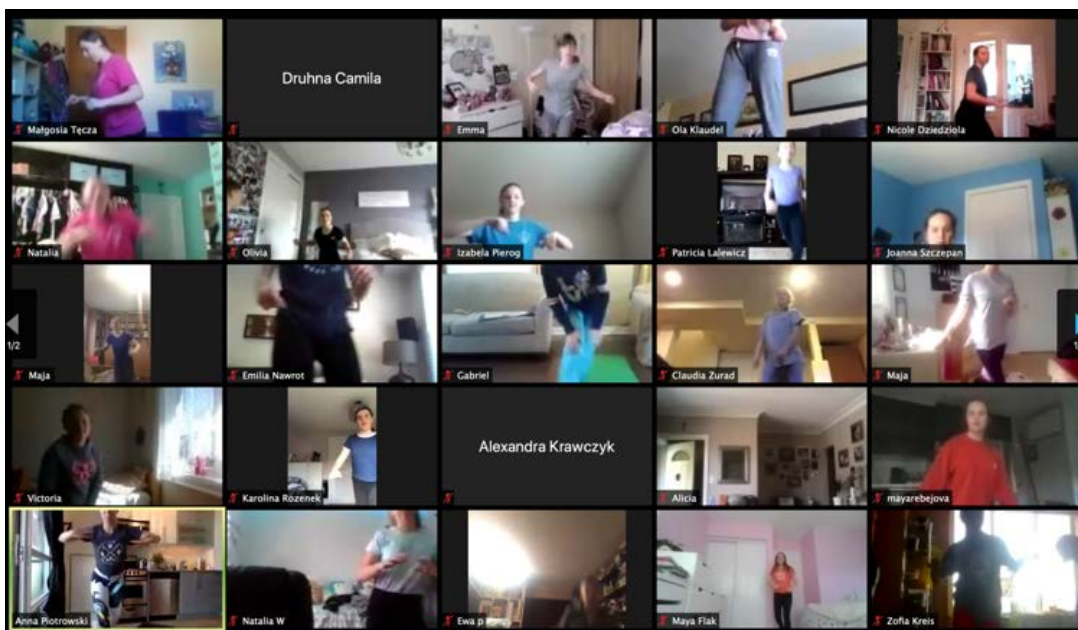 Małgosia Tęcza
Druhna Camila
Emma
Ola Klaudel
Nicole Dziedziola
Natalia
Olivia
Izabela Pierog
Patricia Lalewicz
Joanna Szczepan
1/2
Maja
Emilia Nawrot
Gabriel
Claudia Zurad
Maja
Victoria
Karolina Rozenek
Alexandra Krawczyk
Alicia
mayarebejova
Anna Piotrowski
Natalia W
Ewa p
Maya Flak
Zofia Kreis